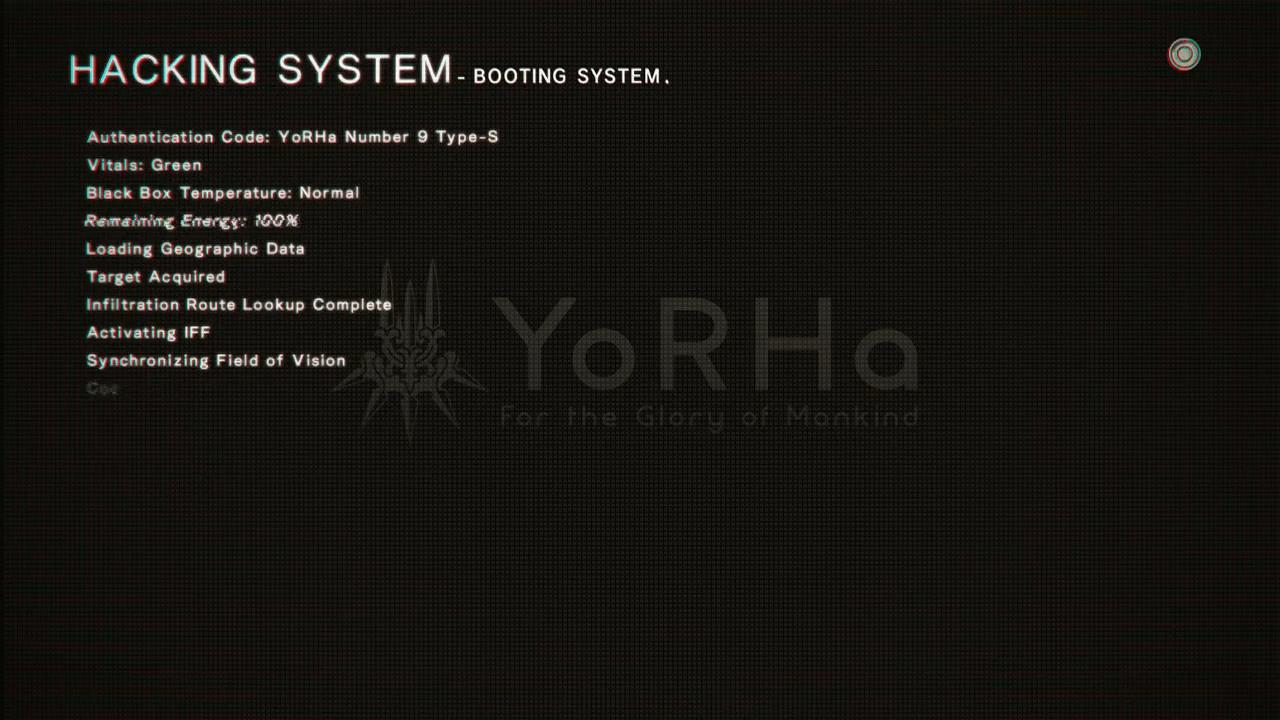 HACKING SYSTEM - BOOTING SYSTEM.
Authentication Code: YoRHa Number 9 Type-S
Vitals: Green
Black Box Temperature: Normal
Remaining Energy: 100%
Loading Geographic Data
Target Acquired
Infiltration Route Lookup Complete
Activating IFF
Synchronizing Field of Vision
YoRHa
For the Glory of Mankind